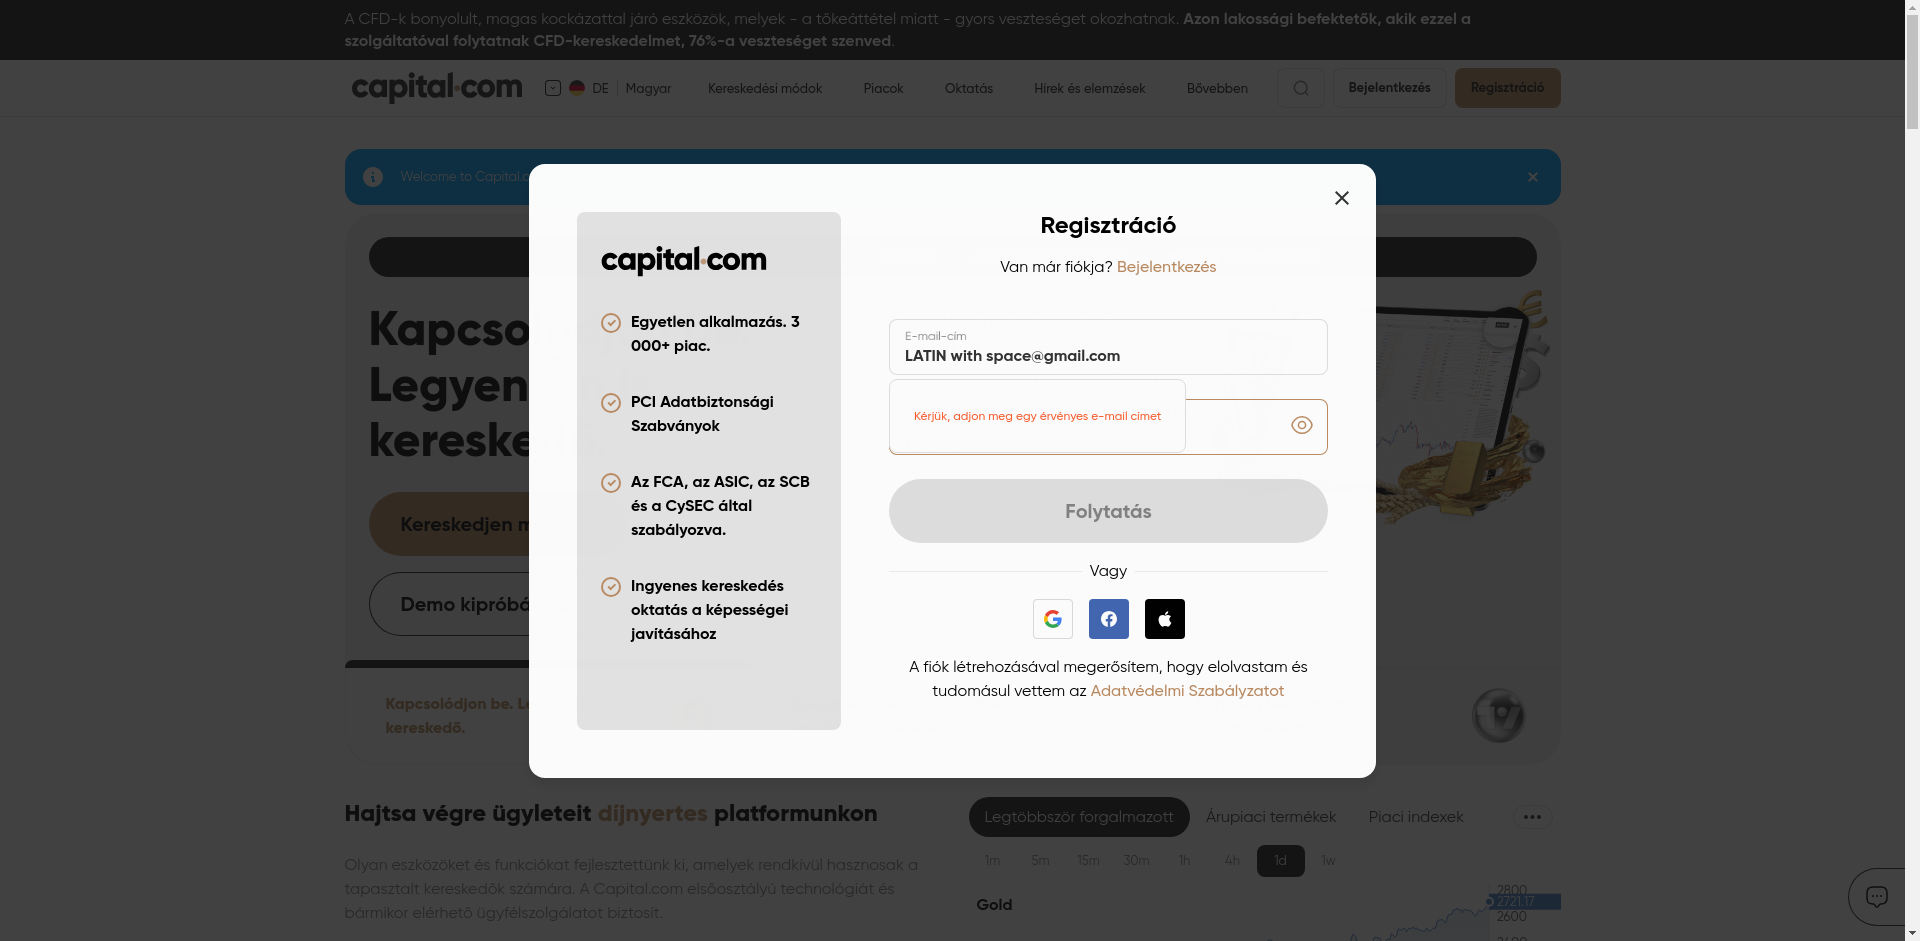 A CFD-k bonyolult, magas kockázattal járó eszközök, melyek - a tőkeáttétel miatt - gyors veszteséget okozhatnak. Azon lakossági befektetők, akik ezzel a
szolgáltatóval folytatnak CFD-kereskedelmet, 76%-a veszteséget szenved.
capital.com
DE
Magyar
Kereskedési módok
Piacok
Oktatás
Hírek és elemzések
Bővebben
Bejelentkezés
Regisztráció
Welcome to Capital.c
capital.com
Egyetlen alkalmazás. 3
000+ piac.
PCI Adatbiztonsági
Szabványok
Az FCA, az ASIC, az SCB
és a CySEC által
szabályozva.
Ingyenes kereskedés
oktatás a képességei
javításához
Regisztráció
Van már fiókja? Bejelentkezés
E-mail-cím
LATIN with space@gmail.com
Kérjük, adjon meg egy érvényes e-mail címet
Folytatás
Vagy
A fiók létrehozásával megerősítem, hogy elolvastam és
tudomásul vettem az Adatvédelmi Szabályzatot
Kapcso
Legyen
keresked
Kereskedjen
Demo kipróbá
Kapcsolódjon be. Le
kereskedő.
Hajtsa végre ügyleteit díjnyertes platformunkon
Olyan eszközöket és funkciókat fejlesztettünk ki, amelyek rendkívül hasznosak a
tapasztalt kereskedők számára. A Capital.com elsőosztályú technológiát és
bármikor elérhető ügyfélszolgálatot biztosít.
Legtöbbször forgalmazott
Árupiaci termékek
Piaci indexek
1m
5m
15m
30m
1h
4h
1d
1w
Gold
2800
2721.17
2600